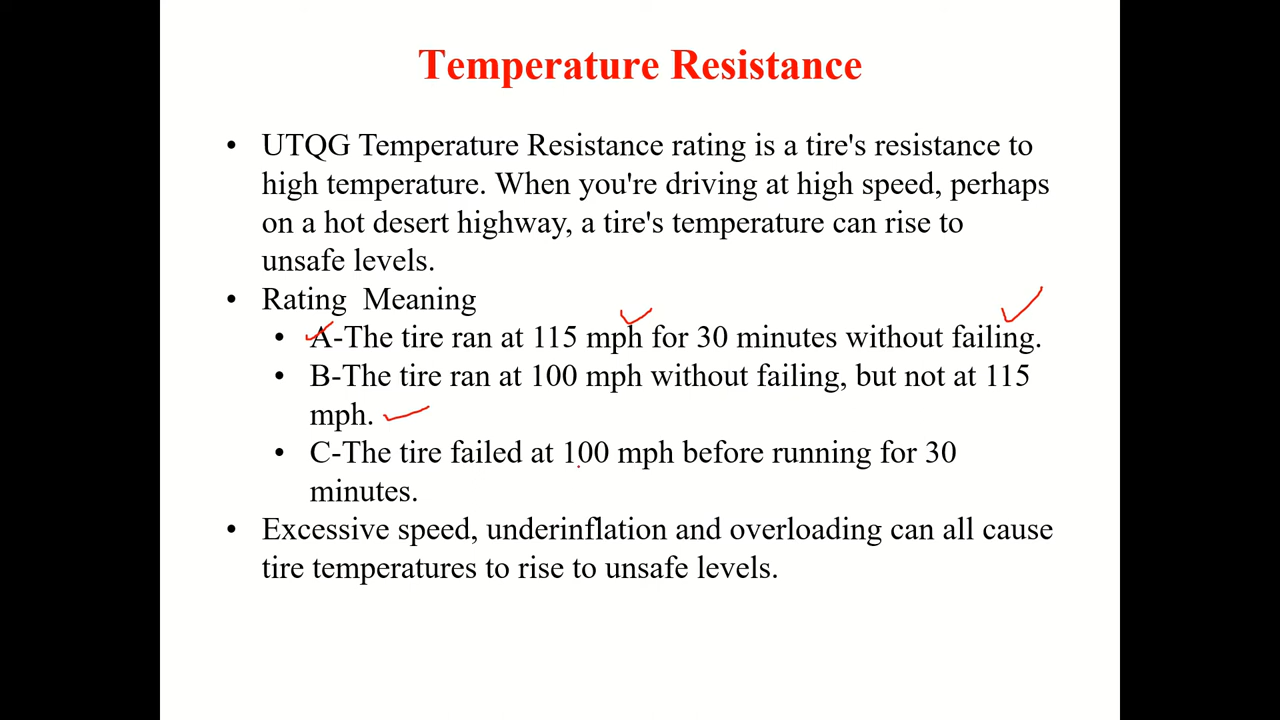 Temperature Resistance
• UTQG Temperature Resistance rating is a tire's resistance to
high temperature. When you're driving at high speed, perhaps
on a hot desert highway, a tire's temperature can rise to
unsafe levels.
• Rating Meaning
• A-The tire ran at 115 mph for 30 minutes without failing.
• B-The tire ran at 100 mph without failing, but not at 115
mph.
• C-The tire failed at 100 mph before running for 30
minutes.
• Excessive speed, underinflation and overloading can all cause
tire temperatures to rise to unsafe levels.